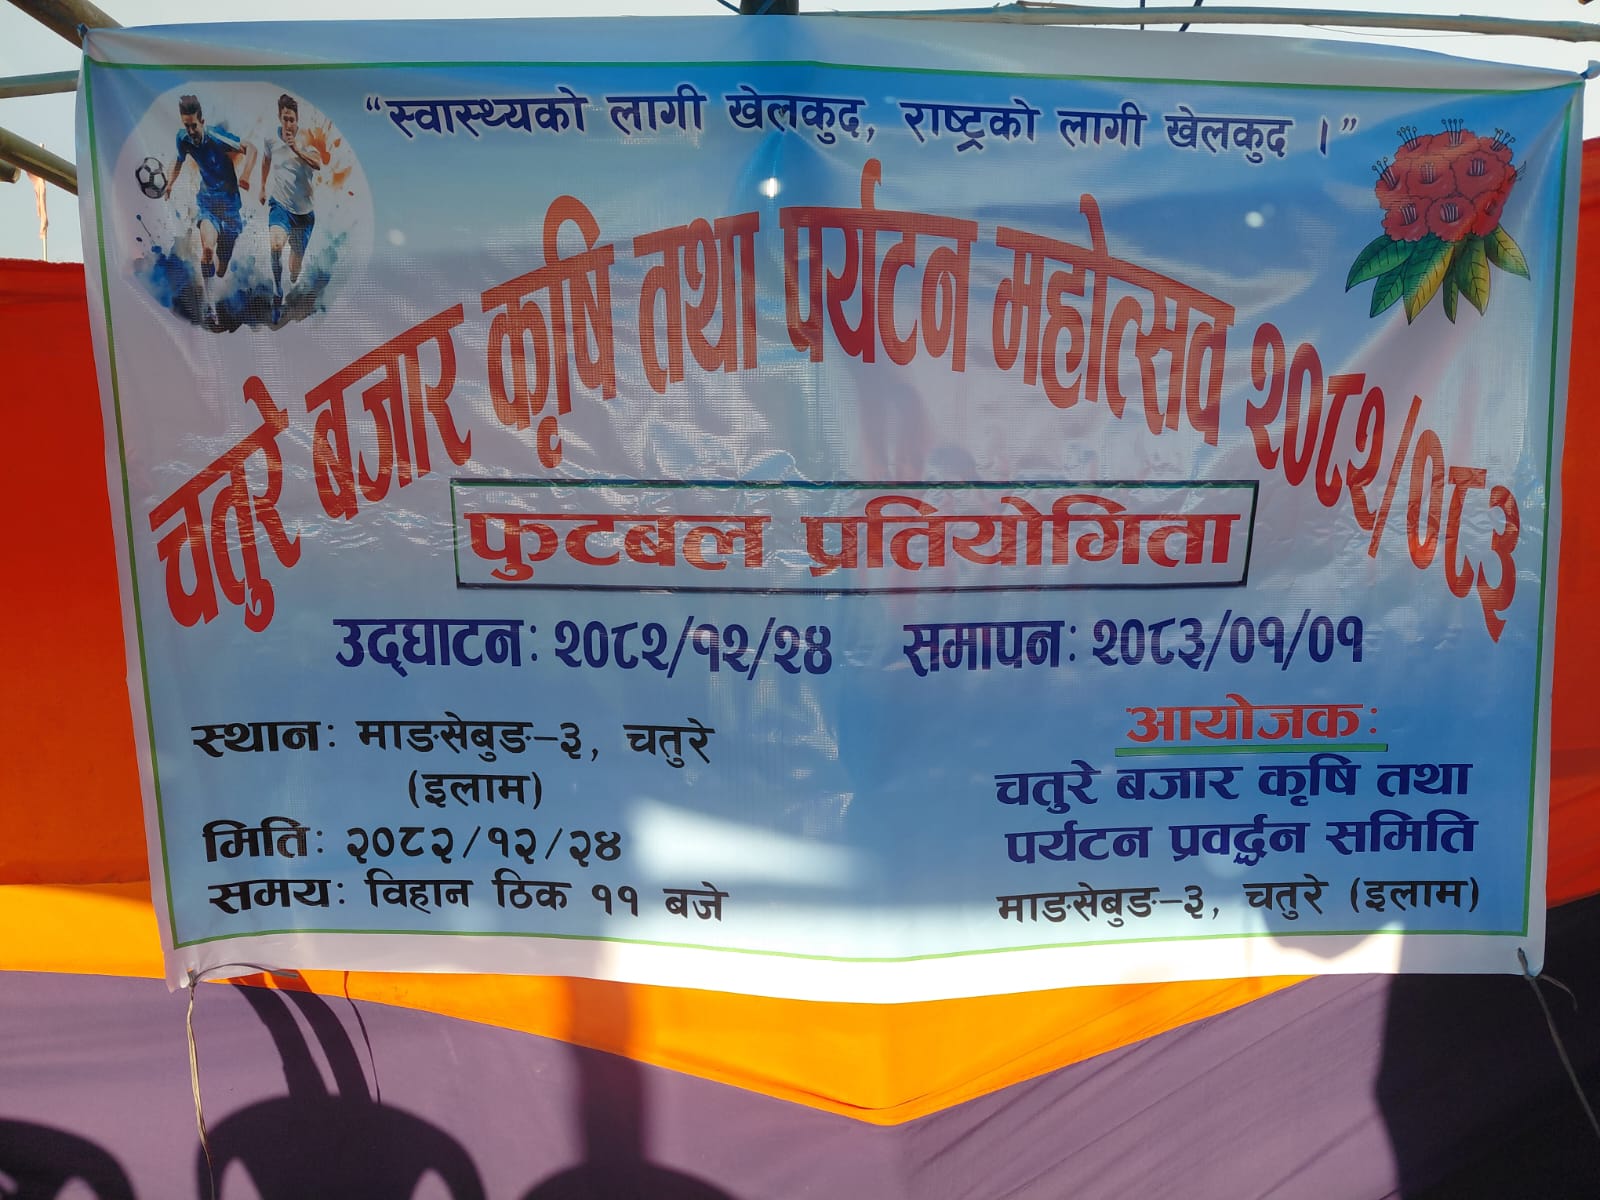 “स्वास्थ्यको लागी खेलकुद, राष्ट्रको लागी खेलकुद ।”
चतुरे बजार कृषि तथा पर्यटन महोत्सव २०८२/०८३
फुटबल प्रतियोगिता
उद्घाटन: २०८२/१२/२४ समापन: २०८३/०१/०१
स्थान: माङसेबुङ-३, चतुरे
(इलाम)
मिति: २०८२/१२/२४
समय: विहान ठिक ११ बजे
आयोजक:
चतुरे बजार कृषि तथा
पर्यटन प्रवर्द्धन समिति
माङसेबुङ-३, चतुरे (इलाम)